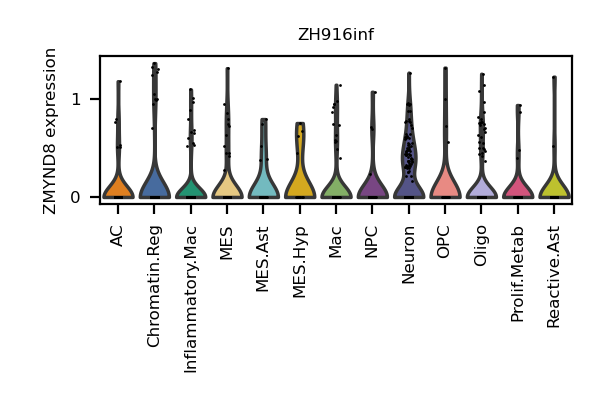 ZH916inf
ZMYND8 expression
1
0
AC
Chromatin.Reg
Inflammatory.Mac
MES
MES.Ast
MES.Hyp
Mac
NPC
Neuron
OPC
Oligo
Prolif.Metab
Reactive.Ast